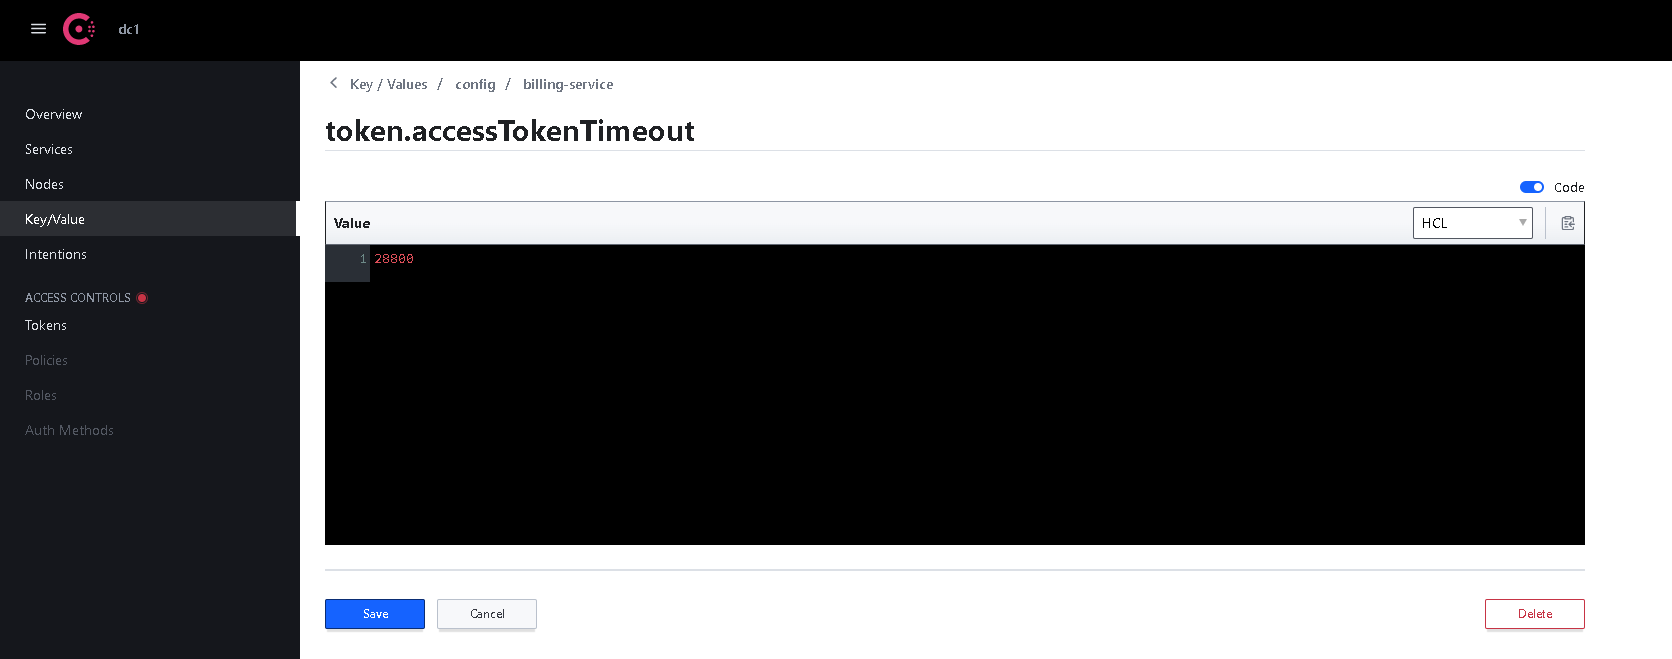 dc1
Overview
Services
Nodes
Key/Value
Intentions
ACCESS CONTROLS
Tokens
Policies
Roles
Auth Methods
Key / Values / config / billing-service
token.accessTokenTimeout
Code
Value
HCL
1 28800
Save
Cancel
Delete